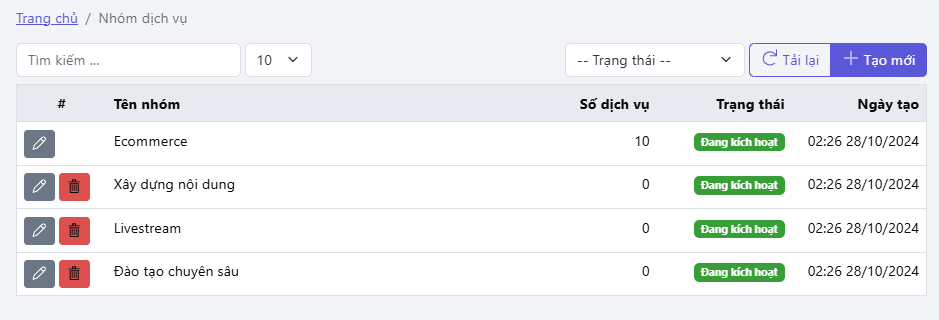 Trang chủ / Nhóm dịch vụ
Tìm kiếm ... 10 -- Trạng thái -- Tải lại Tạo mới
# Tên nhóm Số dịch vụ Trạng thái Ngày tạo
Ecommerce 10 Đang kích hoạt 02:26 28/10/2024
Xây dựng nội dung 0 Đang kích hoạt 02:26 28/10/2024
Livestream 0 Đang kích hoạt 02:26 28/10/2024
Đào tạo chuyên sâu 0 Đang kích hoạt 02:26 28/10/2024